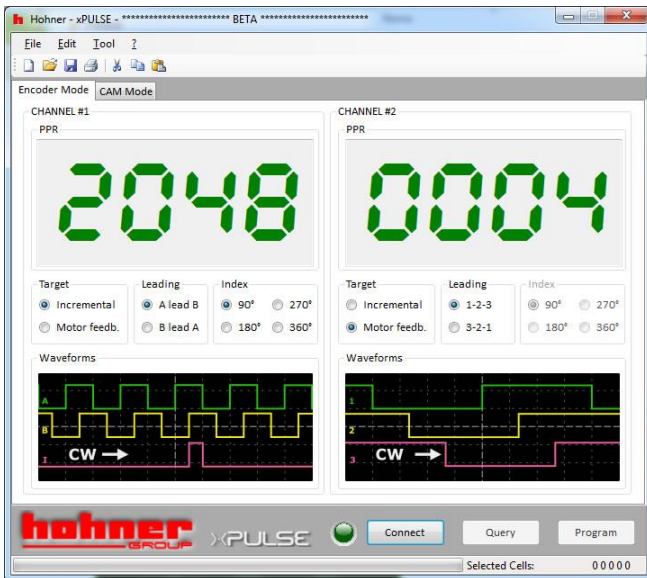 h Hohner - xPULSE - ************************ BETA ************************
File Edit Tool ?
Encoder Mode CAM Mode
CHANNEL #1
PPR
2048
Target
Incremental
Motor feedb.
Leading
A lead B
B lead A
Index
90° 270°
180° 360°
Waveforms
A
B
I
CW
CHANNEL #2
PPR
0004
Target
Incremental
Motor feedb.
Leading
1-2-3
3-2-1
Index
90° 270°
180° 360°
Waveforms
1
2
3
CW
hohner
GROUP
xPULSE
Connect Query Program
Selected Cells: 00000